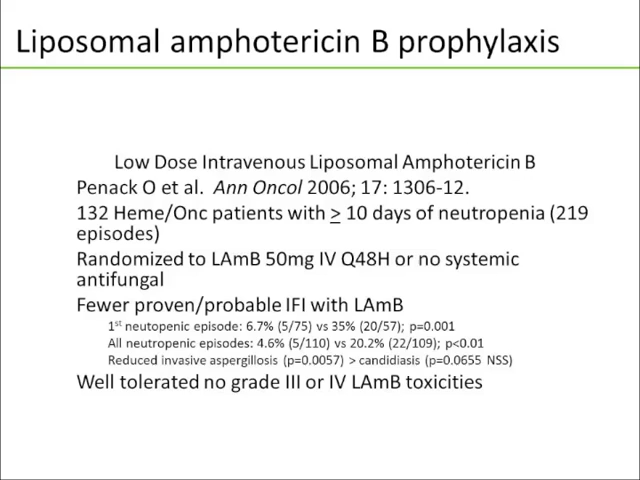 Liposomal amphotericin B prophylaxis
Low Dose Intravenous Liposomal Amphotericin B
Penack O et al. Ann Oncol 2006; 17: 1306-12.
132 Heme/Onc patients with ≥ 10 days of neutropenia (219
episodes)
Randomized to LAmB 50mg IV Q48H or no systemic
antifungal
Fewer proven/probable IFI with LAmB
1st neutopenic episode: 6.7% (5/75) vs 35% (20/57); p=0.001
All neutropenic episodes: 4.6% (5/110) vs 20.2% (22/109); p<0.01
Reduced invasive aspergillosis (p=0.0057) > candidiasis (p=0.0655 NSS)
Well tolerated no grade III or IV LAmB toxicities